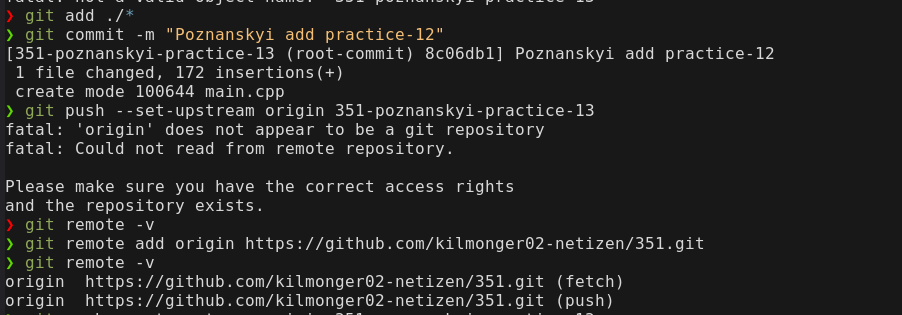 ❯ git add ./*
❯ git commit -m "Poznanskyi add practice-12"
[351-poznanskyi-practice-13 (root-commit) 8c06db1] Poznanskyi add practice-12
 1 file changed, 172 insertions(+)
 create mode 100644 main.cpp
❯ git push --set-upstream origin 351-poznanskyi-practice-13
fatal: 'origin' does not appear to be a git repository
fatal: Could not read from remote repository.

Please make sure you have the correct access rights
and the repository exists.
❯ git remote -v
❯ git remote add origin https://github.com/kilmonger02-netizen/351.git
❯ git remote -v
origin  https://github.com/kilmonger02-netizen/351.git (fetch)
origin  https://github.com/kilmonger02-netizen/351.git (push)